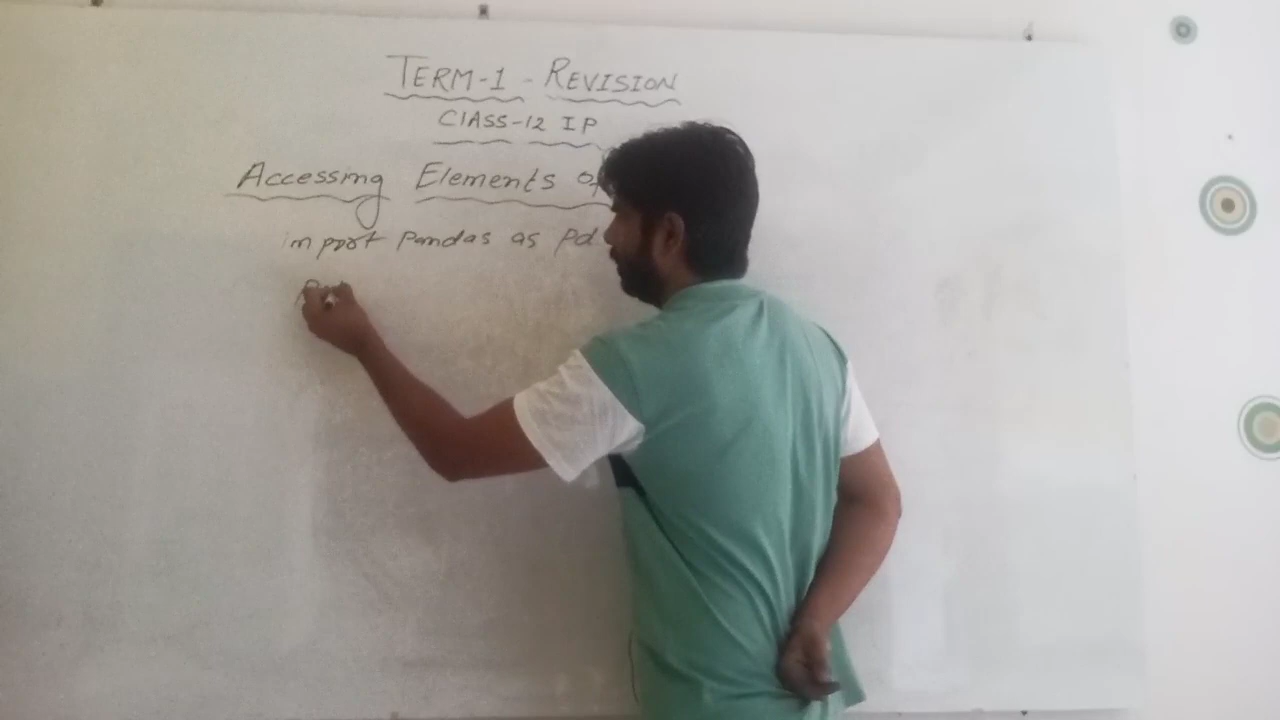 TERM-1 - REVISION
CLASS-12 IP
Accessing Elements of
import pandas as pd